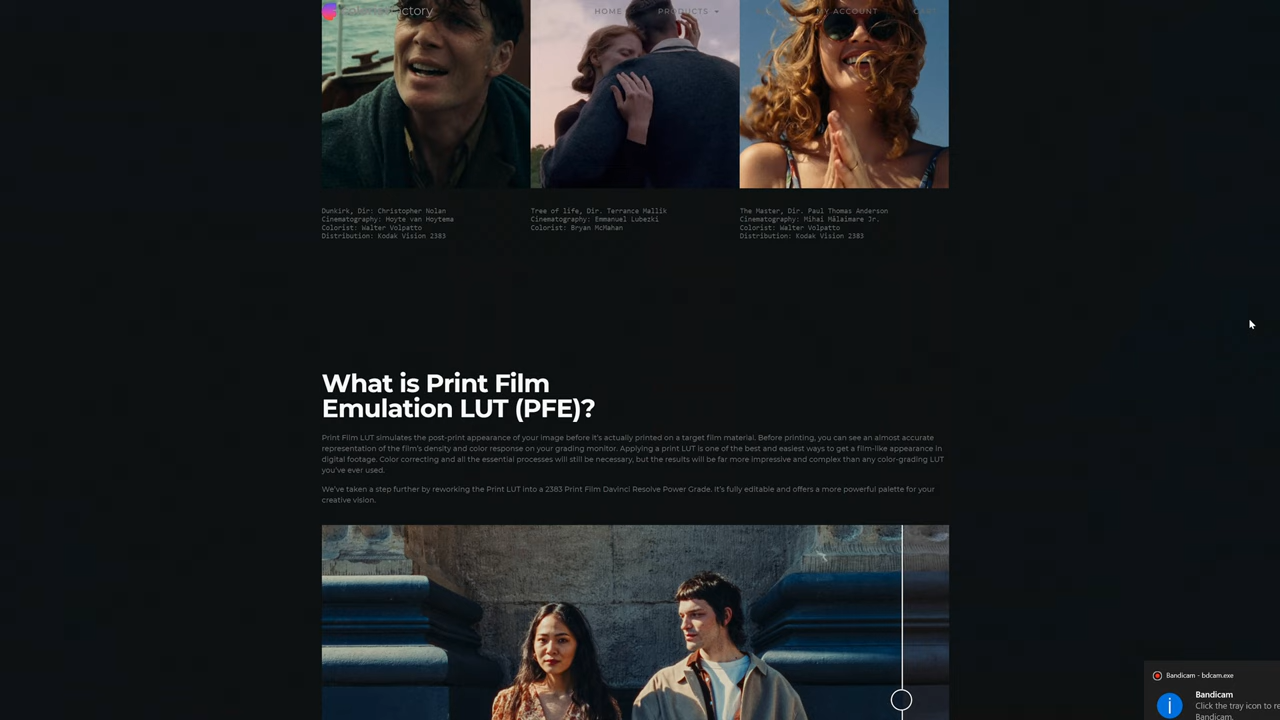 HOME
PRODUCTS
MY ACCOUNT
Dunkirk, Dir: Christopher Nolan
Cinematography: Hoyte van Hoytema
Colorist: Walter Volpatto
Distribution: Kodak Vision 2383
Tree of life, Dir. Terrance Mallik
Cinematography: Emmanuel Lubezki
Colorist: Bryan McMahan
The Master, Dir. Paul Thomas Anderson
Cinematography: Mihai Mălaimare Jr.
Colorist: Walter Volpatto
Distribution: Kodak Vision 2383
What is Print Film
Emulation LUT (PFE)?
Print Film LUT simulates the post-print appearance of your image before it's actually printed on a target film material. Before printing, you can see an almost accurate
representation of the film's density and color response on your grading monitor. Applying a print LUT is one of the best and easiest ways to get a film-like appearance in
digital footage. Color correcting and all the essential processes will still be necessary, but the results will be far more impressive and complex than any color-grading LUT
you've ever used.
We've taken a step further by reworking the Print LUT into a 2383 Print Film Davinci Resolve Power Grade. It's fully editable and offers a more powerful palette for your
creative vision.
Bandicam - bdcam.exe
Bandicam
Click the tray icon to re
Bandicam.